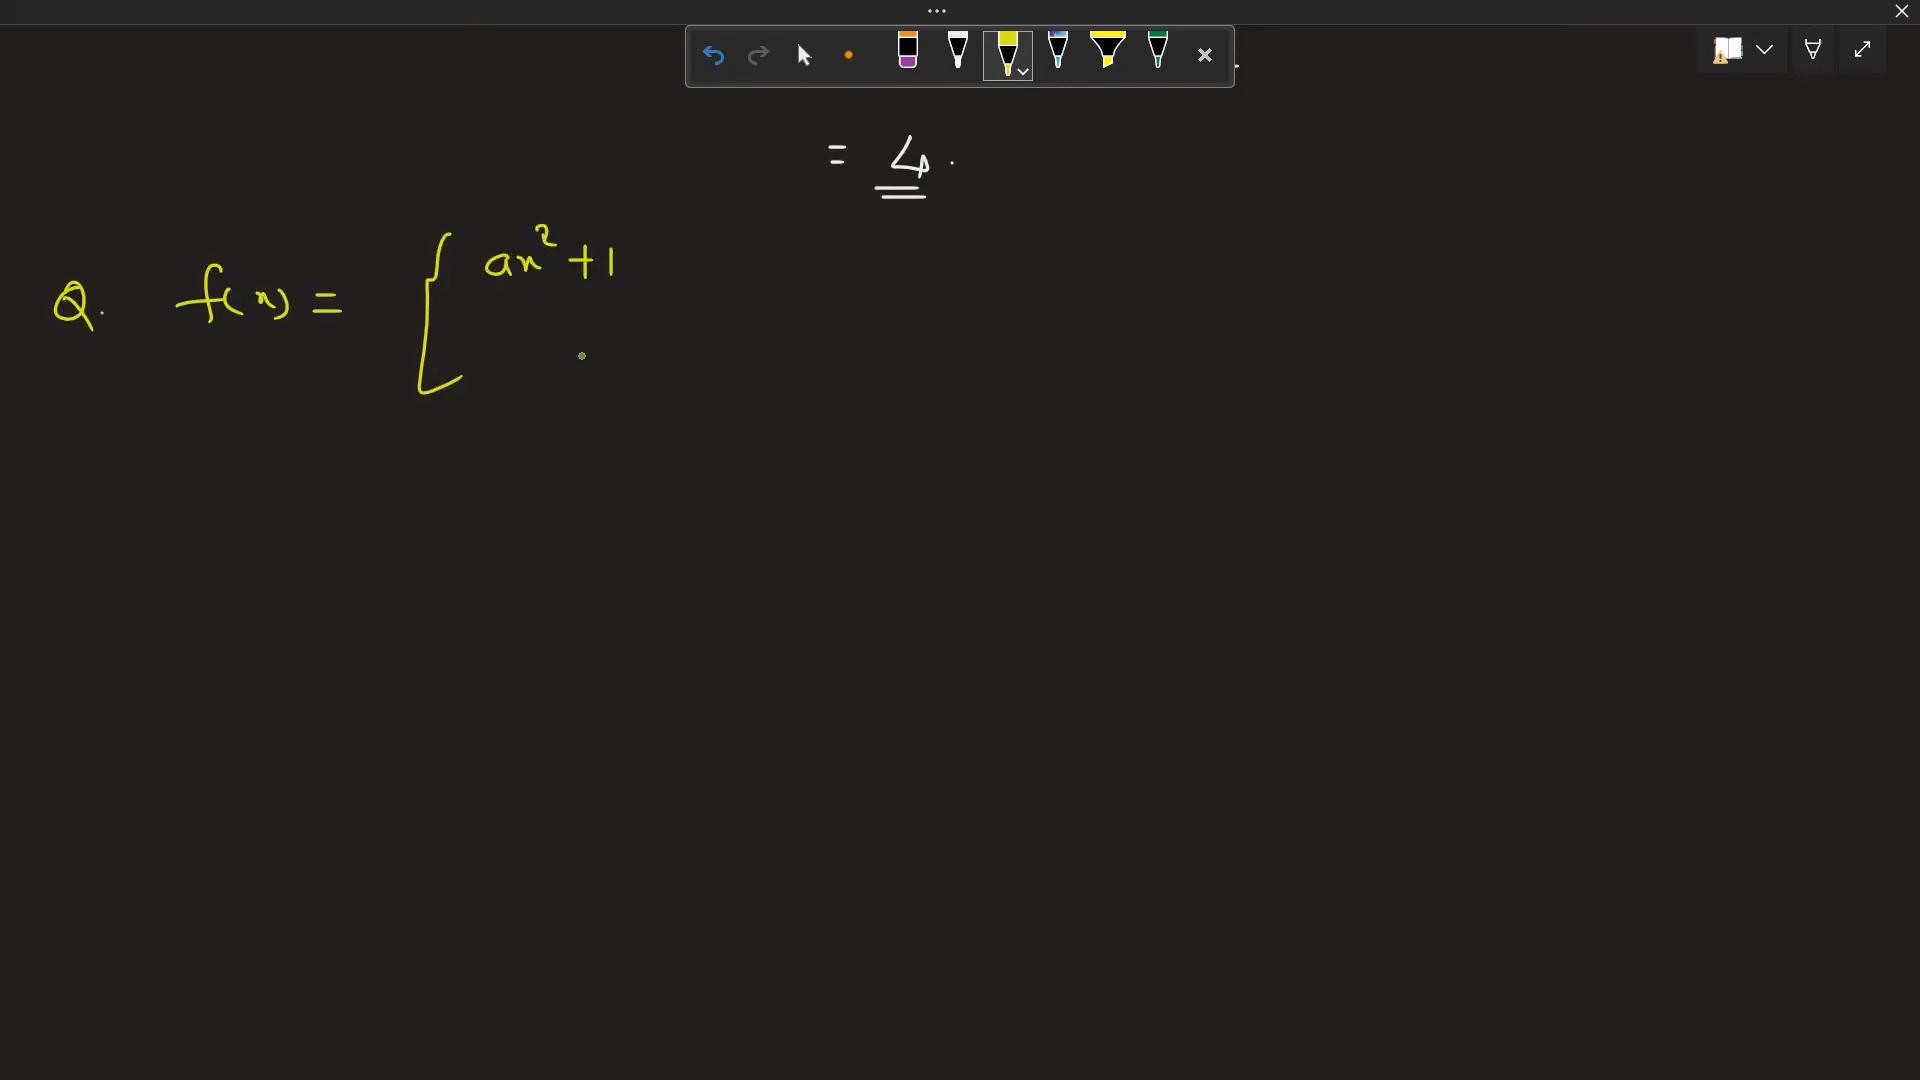 = 4.
Q. f(x) = { ax² + 1